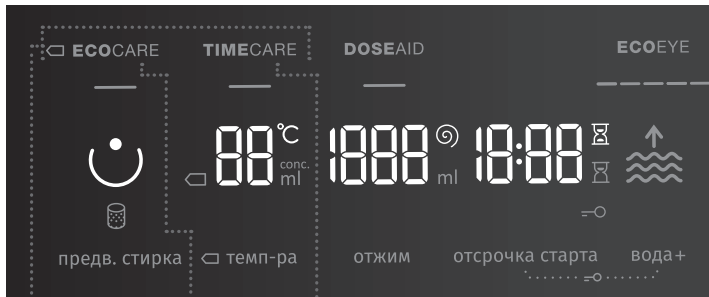 ECOCARE TIMECARE DOSEAID ECOEYE
88 °C 1888 18:88
conc.
ml ml
предв. стирка темп-ра отжим отсрочка старта вода+